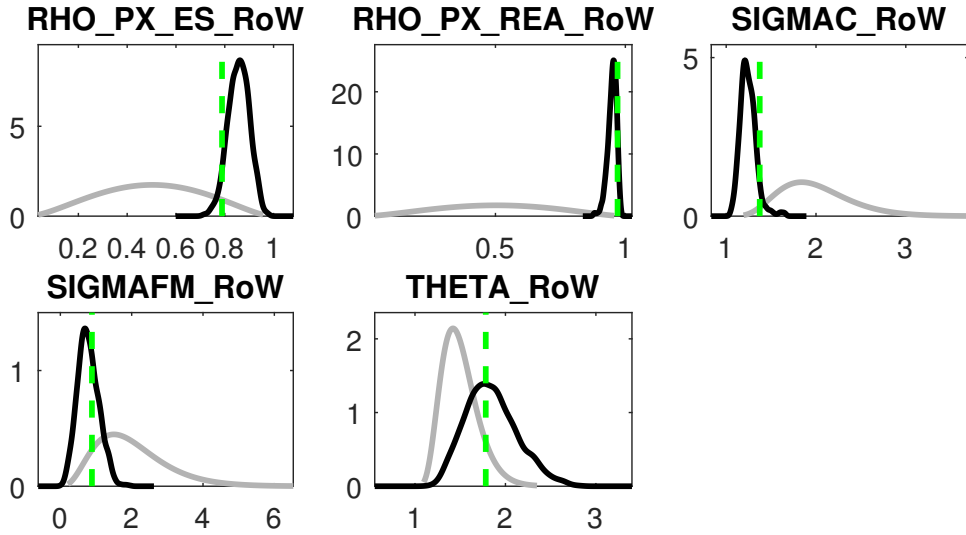 RHO_PX_ES_RoW
RHO_PX_REA_RoW
SIGMAC_RoW
5
0
0.2 0.4 0.6 0.8 1
20
10
0
0.5 1
5
0
1 2 3
SIGMAFM_RoW
THETA_RoW
1
0
0 2 4 6
2
1
0
1 2 3